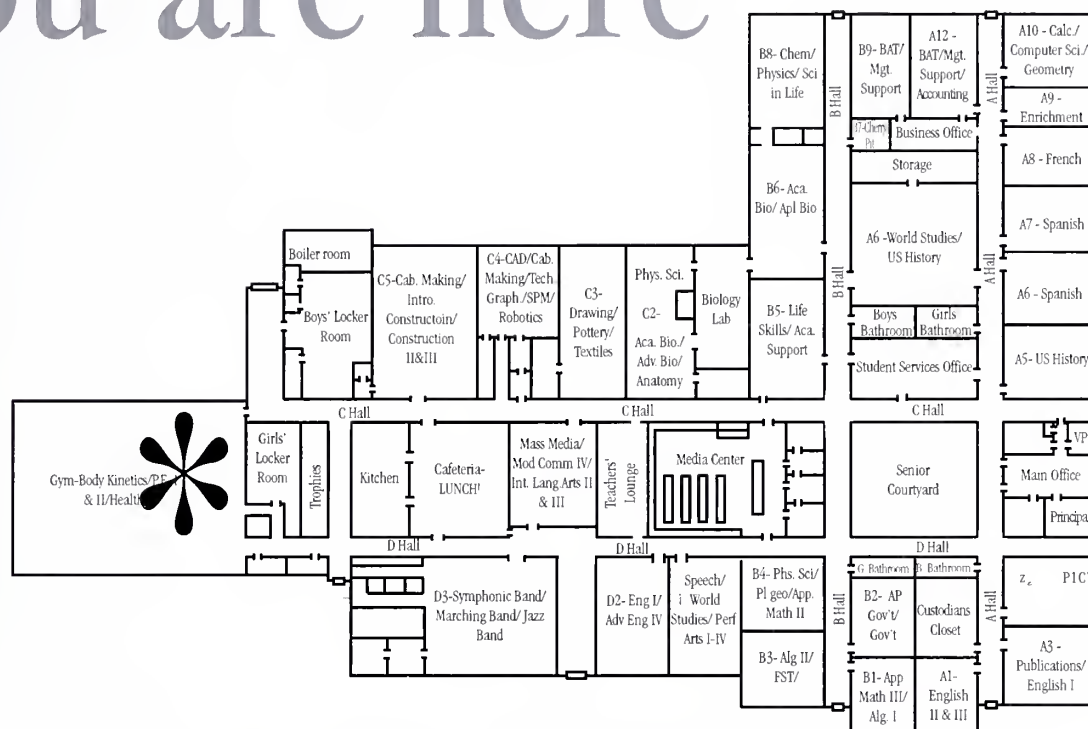 ou are here
B8- Chem/
Physics/ Sci
in Life
B Hall
B9- BAT/
Mgt.
Support
A12 -
BAT/Mgt.
Support/
Accounting
A Hall
A10 - Calc./
Computer Sci./
Geometry
A9 -
Enrichment
Business Office
Storage
A8 - French
B6- Aca.
Bio/ Apl Bio
A6 -World Studies/
US History
A7 - Spanish
Boiler room
C5-Cab. Making/
Intro.
Constructoin/
Construction
II&III
C4-CAD/Cab.
Making/Tech
Graph./SPM/
Robotics
C3-
Drawing/
Pottery/
Textiles
Phys. Sci.
C2-
Aca. Bio./
Adv. Bio/
Anatomy
Biology
Lab
B Hall
A Hall
A6 - Spanish
Boys' Locker
Room
B5- Life
Skills/ Aca.
Support
Boys
Bathroom
Girls
Bathroom
Student Services Office
A5- US History
C Hall
C Hall
C Hall
Gym-Body Kinetics/P.E.
& II/Health
Girls'
Locker
Room
Trophies
Kitchen
Cafeteria-
LUNCH!
Mass Media/
Mod Comm IV/
Int. Lang Arts II
& III
Teachers'
Lounge
Media Center
Senior
Courtyard
VP
Main Office
Principa
D Hall
D Hall
D Hall
D3-Symphonic Band/
Marching Band/ Jazz
Band
D2- Eng I/
Adv Eng IV
Speech/
World
Studies/ Perf
Arts I-IV
B4- Phs. Sci/
Pl geo/App.
Math II
B3- Alg II/
FST/
B Hall
G Bathroom
B Bathroom
B2- AP
Gov't/
Gov't
Custodians
Closet
B1- App
Math III/
Alg. I
A1-
English
II & III
A Hall
A3 -
Publications/
English I